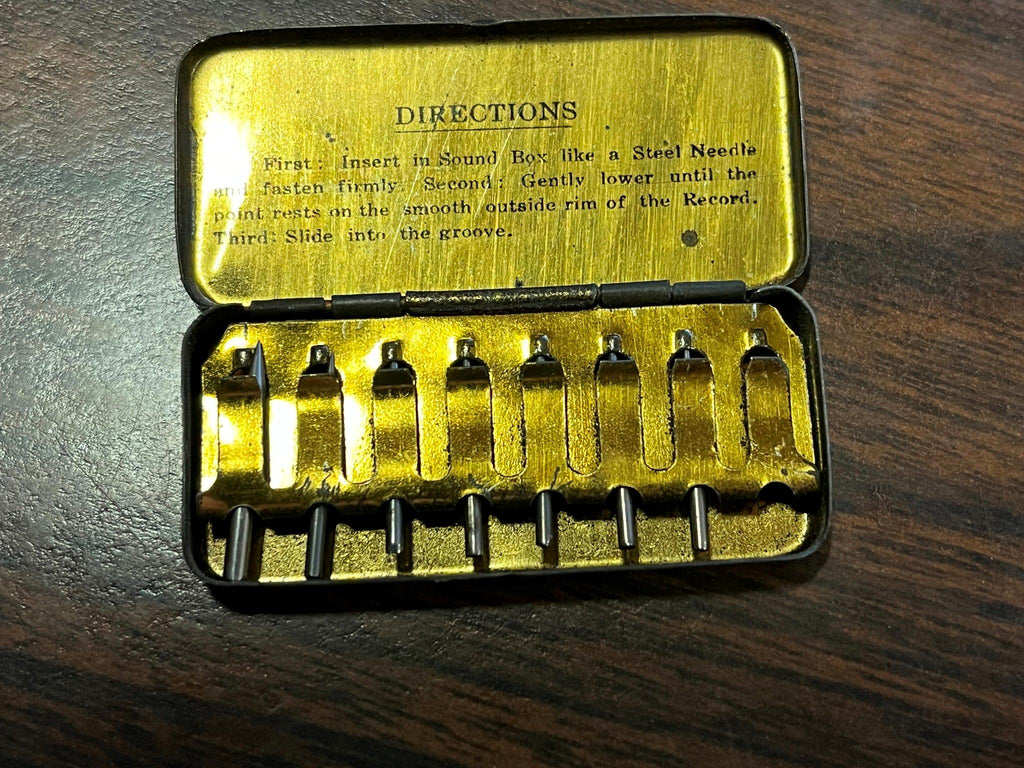 DIRECTIONS
First: Insert in Sound Box like a Steel Needle
and fasten firmly. Second: Gently lower until the
point rests on the smooth outside rim of the Record.
Third: Slide into the groove.